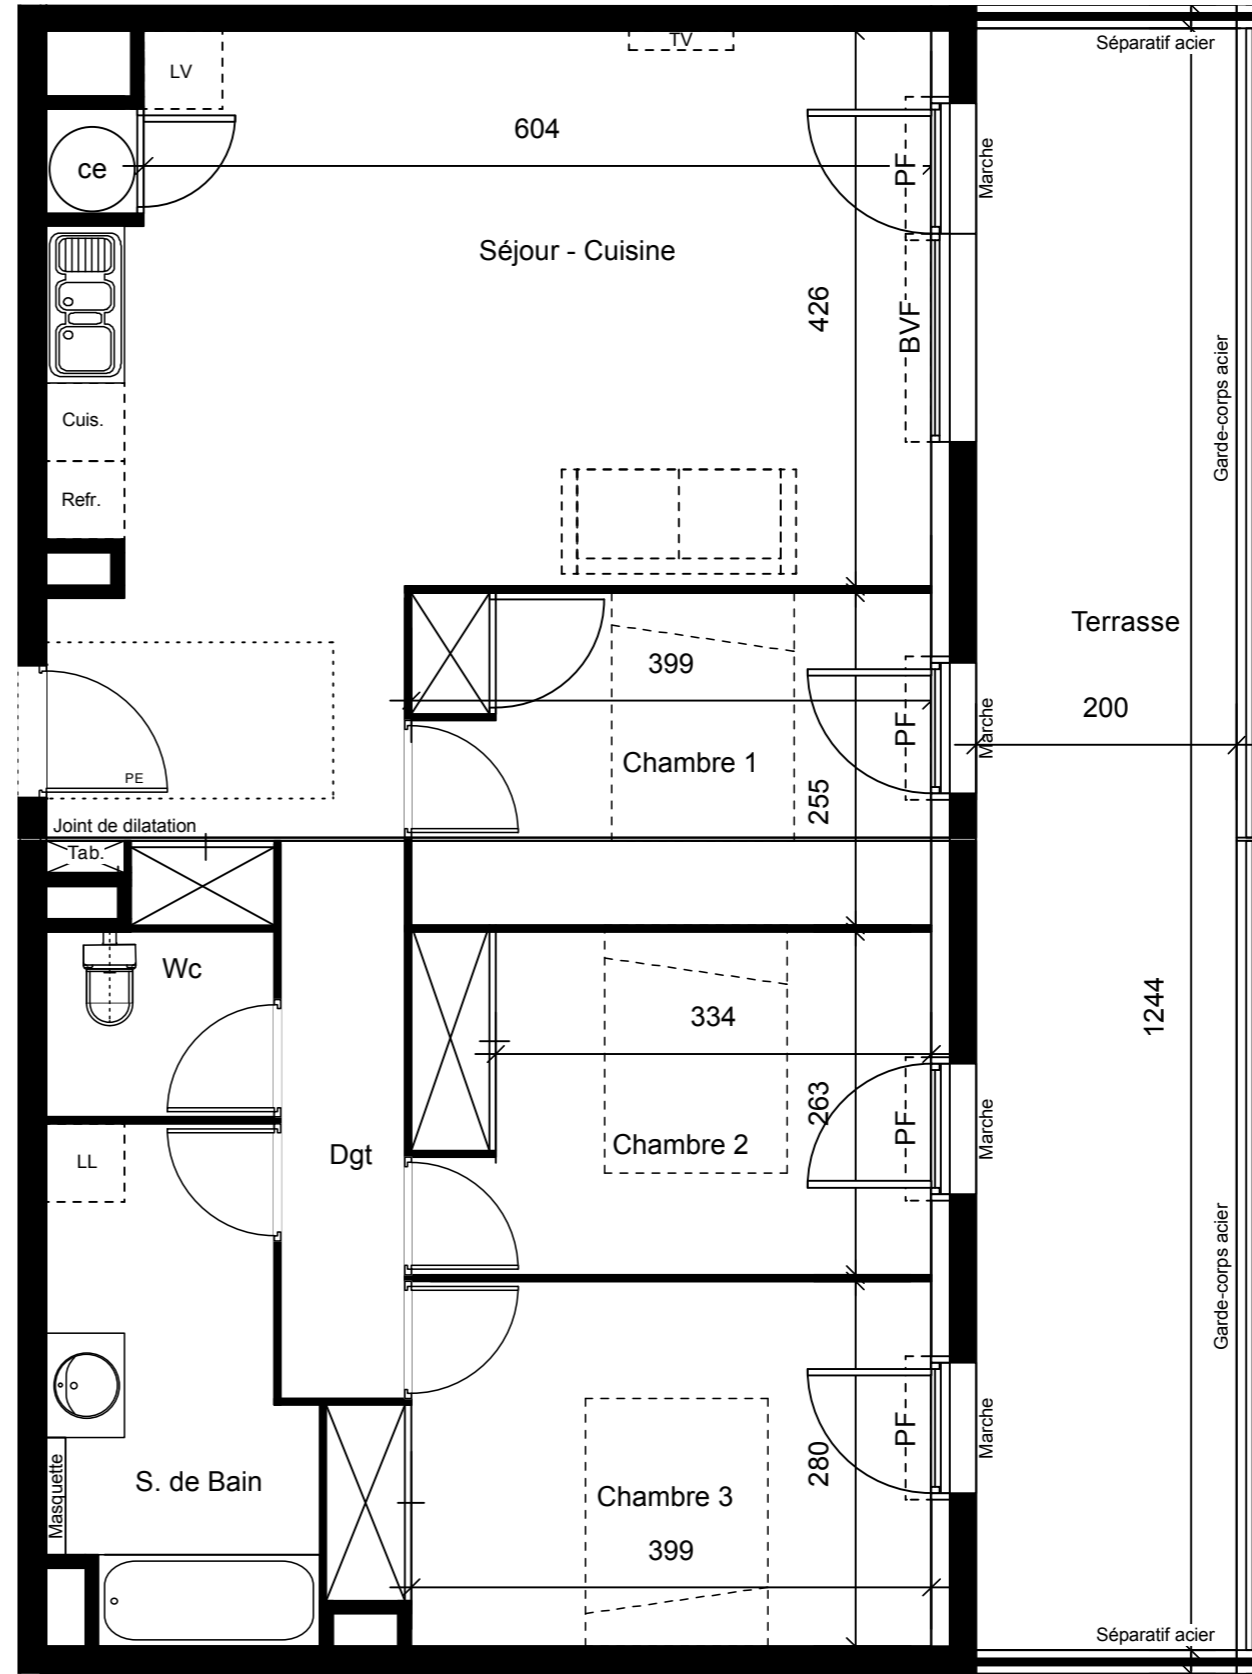 Séparatif acier
TV
LV
604
ce
PF
Marche
Séjour - Cuisine
426
BVF
Garde-corps acier
Cuis.
Refr.
Terrasse
399
200
PF
Marche
Chambre 1
PE
255
Joint de dilatation
Tab.
Wc
1244
334
263
PF
Marche
Chambre 2
Dgt
LL
Garde-corps acier
PF
Marche
280
S. de Bain
Masquette
Chambre 3
399
Séparatif acier